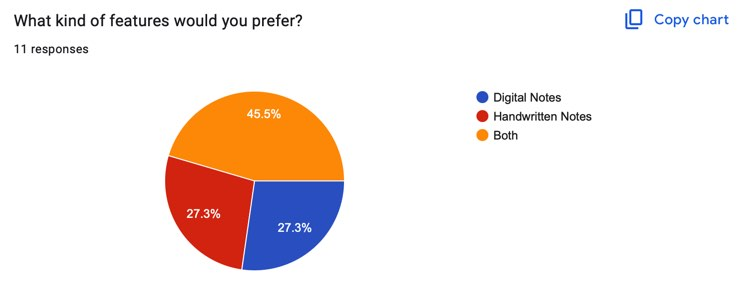 What kind of features would you prefer?
Copy chart
11 responses
45.5%
27.3%
27.3%
Digital Notes
Handwritten Notes
Both